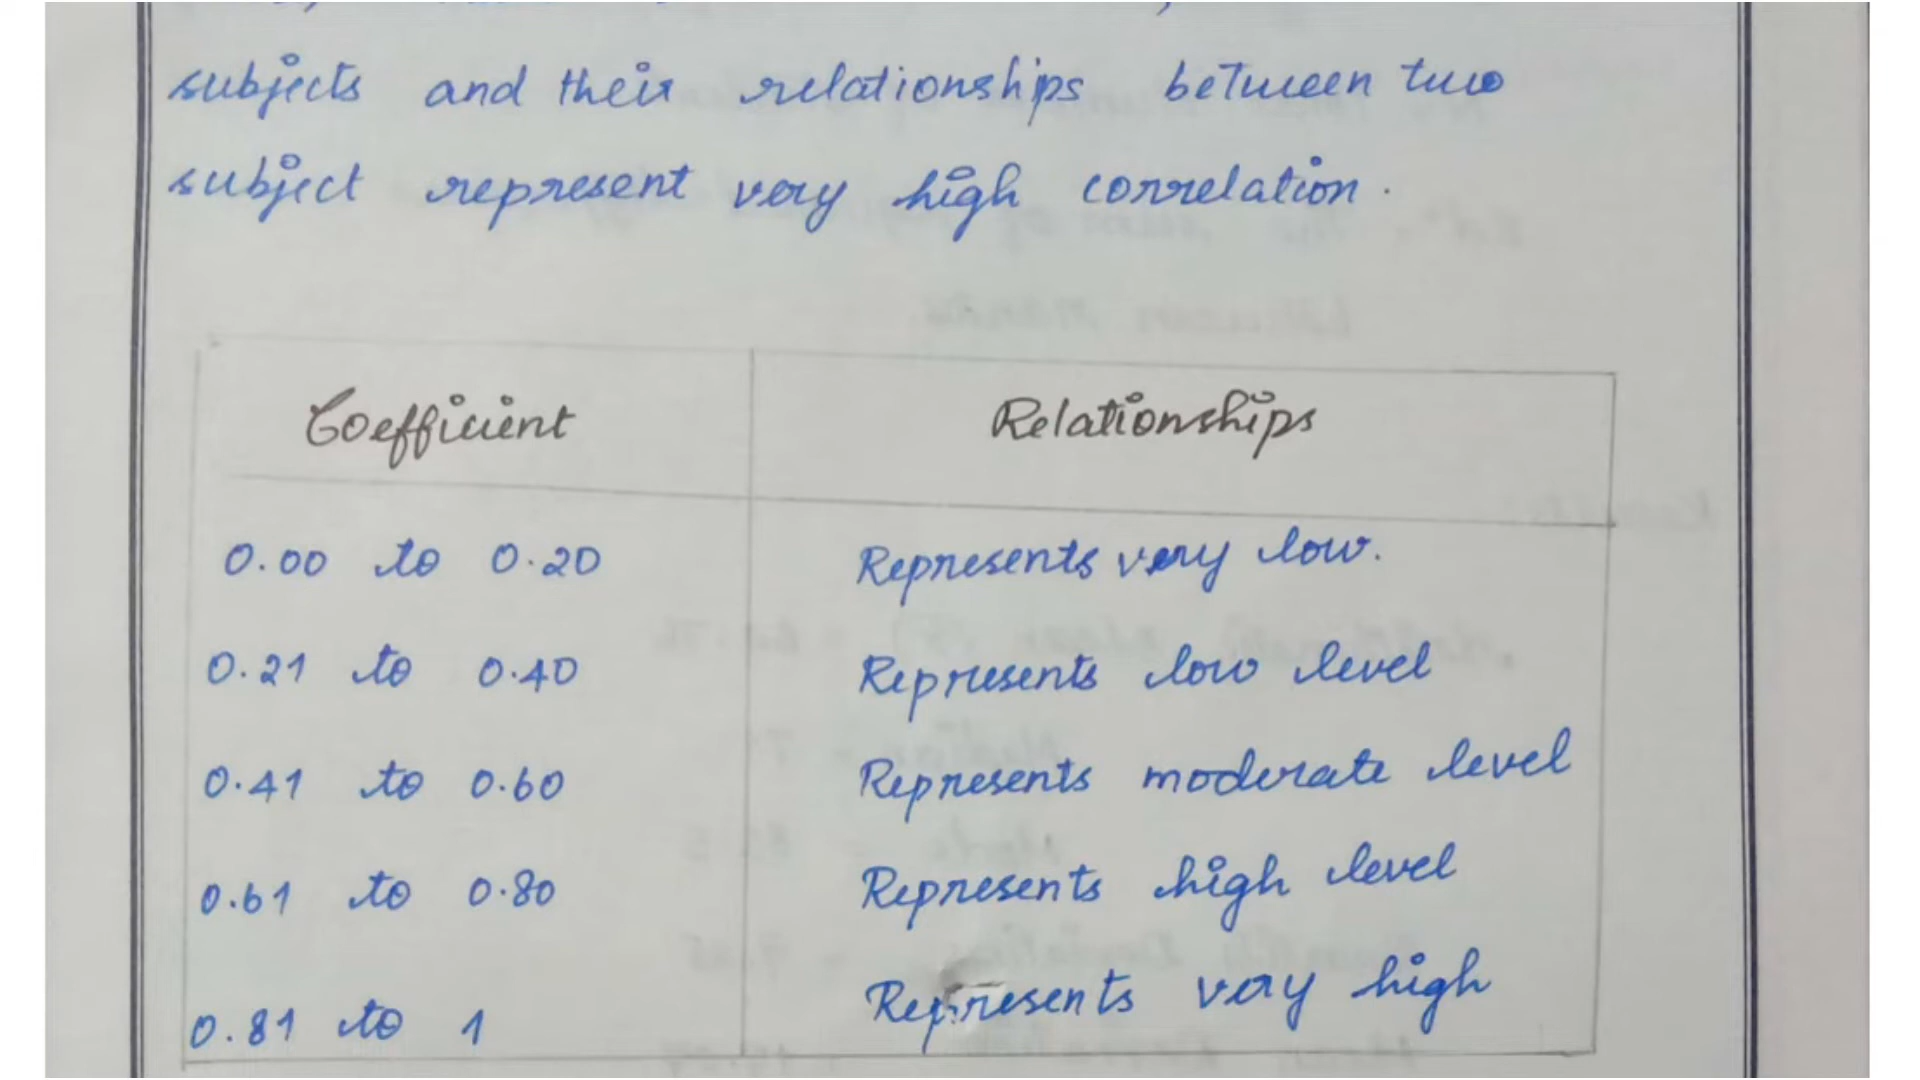 subjects and their relationships between two
subject represent very high correlation.
Coefficient Relationships
0.00 to 0.20 Represents very low.
0.21 to 0.40 Represents low level
0.41 to 0.60 Represents moderate level
0.61 to 0.80 Represents high level
0.81 to 1 Represents very high